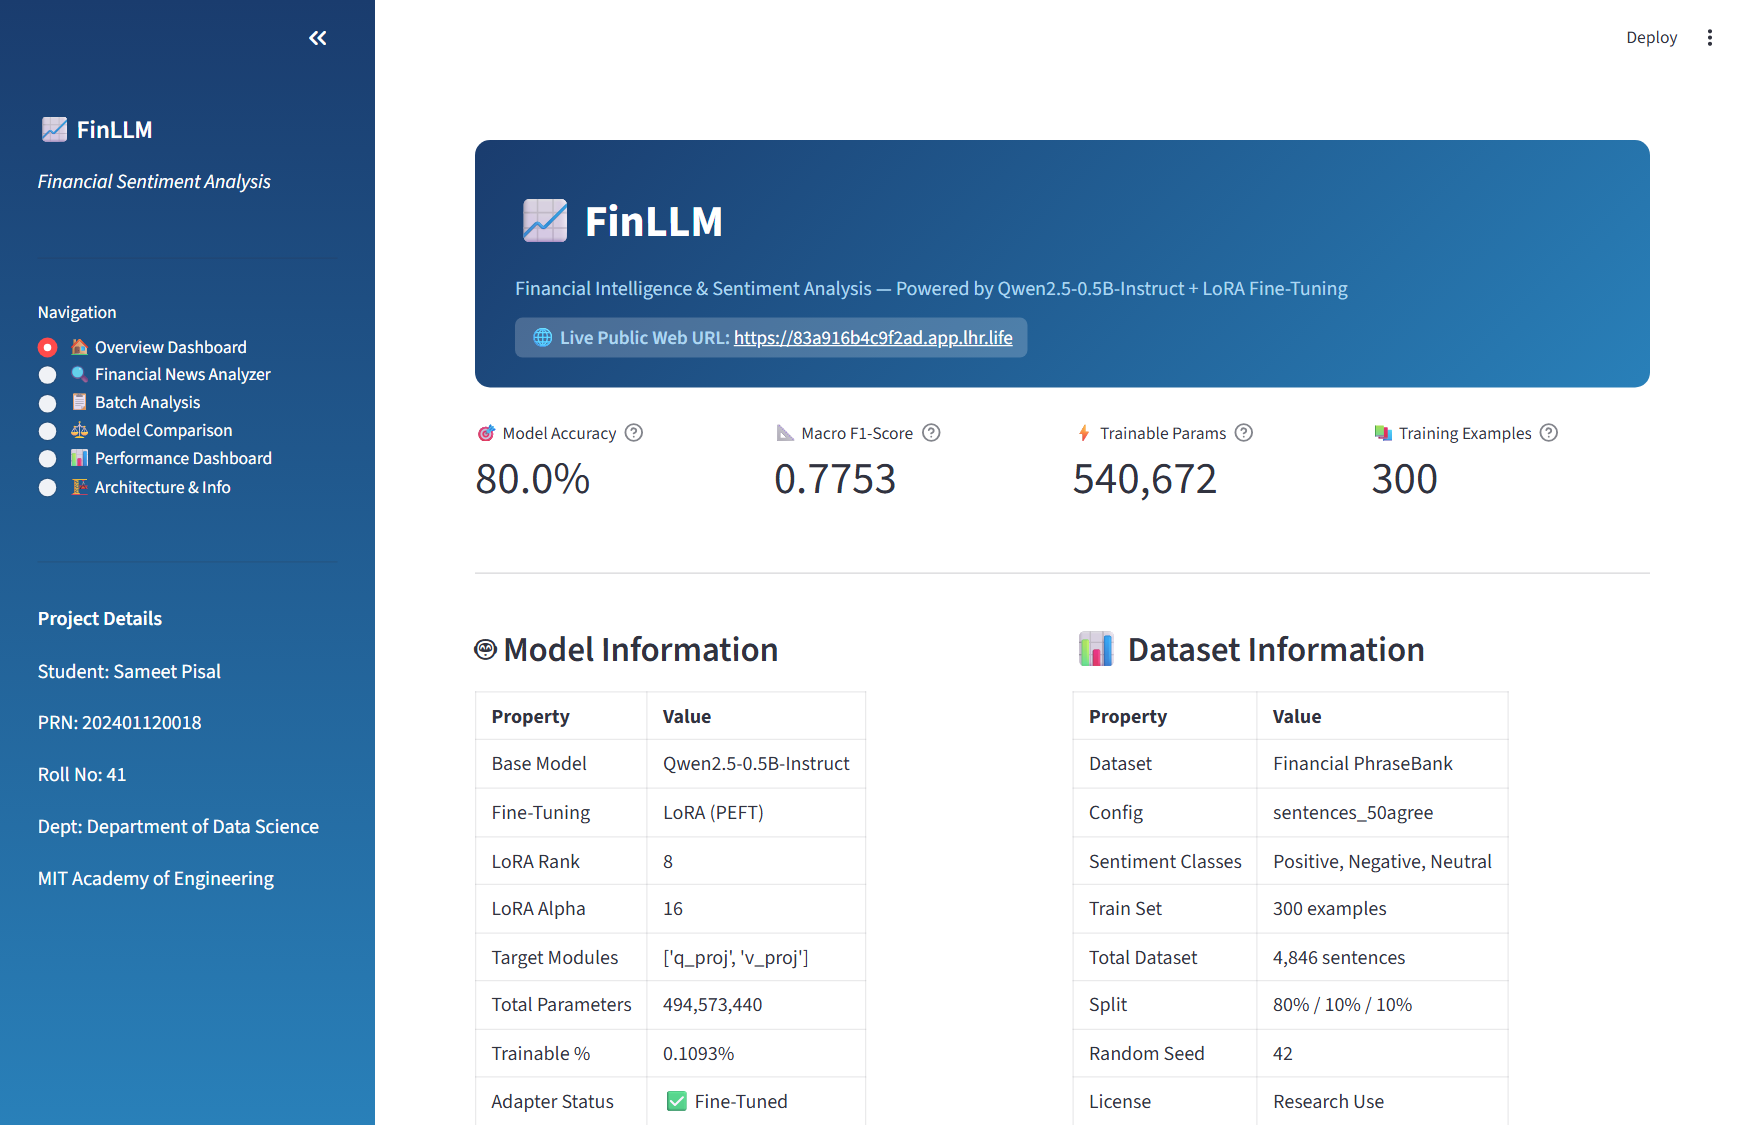 FinLLM
Financial Sentiment Analysis
Navigation
Overview Dashboard
Financial News Analyzer
Batch Analysis
Model Comparison
Performance Dashboard
Architecture & Info
Project Details
Student: Sameet Pisal
PRN: 202401120018
Roll No: 41
Dept: Department of Data Science
MIT Academy of Engineering
Deploy
FinLLM
Financial Intelligence & Sentiment Analysis — Powered by Qwen2.5-0.5B-Instruct + LoRA Fine-Tuning
Live Public Web URL: https://83a916b4c9f2ad.app.lhr.life
Model Accuracy
80.0%
Macro F1-Score
0.7753
Trainable Params
540,672
Training Examples
300
Model Information
Property Value
Base Model Qwen2.5-0.5B-Instruct
Fine-Tuning LoRA (PEFT)
LoRA Rank 8
LoRA Alpha 16
Target Modules ['q_proj', 'v_proj']
Total Parameters 494,573,440
Trainable % 0.1093%
Adapter Status Fine-Tuned
Dataset Information
Property Value
Dataset Financial PhraseBank
Config sentences_50agree
Sentiment Classes Positive, Negative, Neutral
Train Set 300 examples
Total Dataset 4,846 sentences
Split 80% / 10% / 10%
Random Seed 42
License Research Use